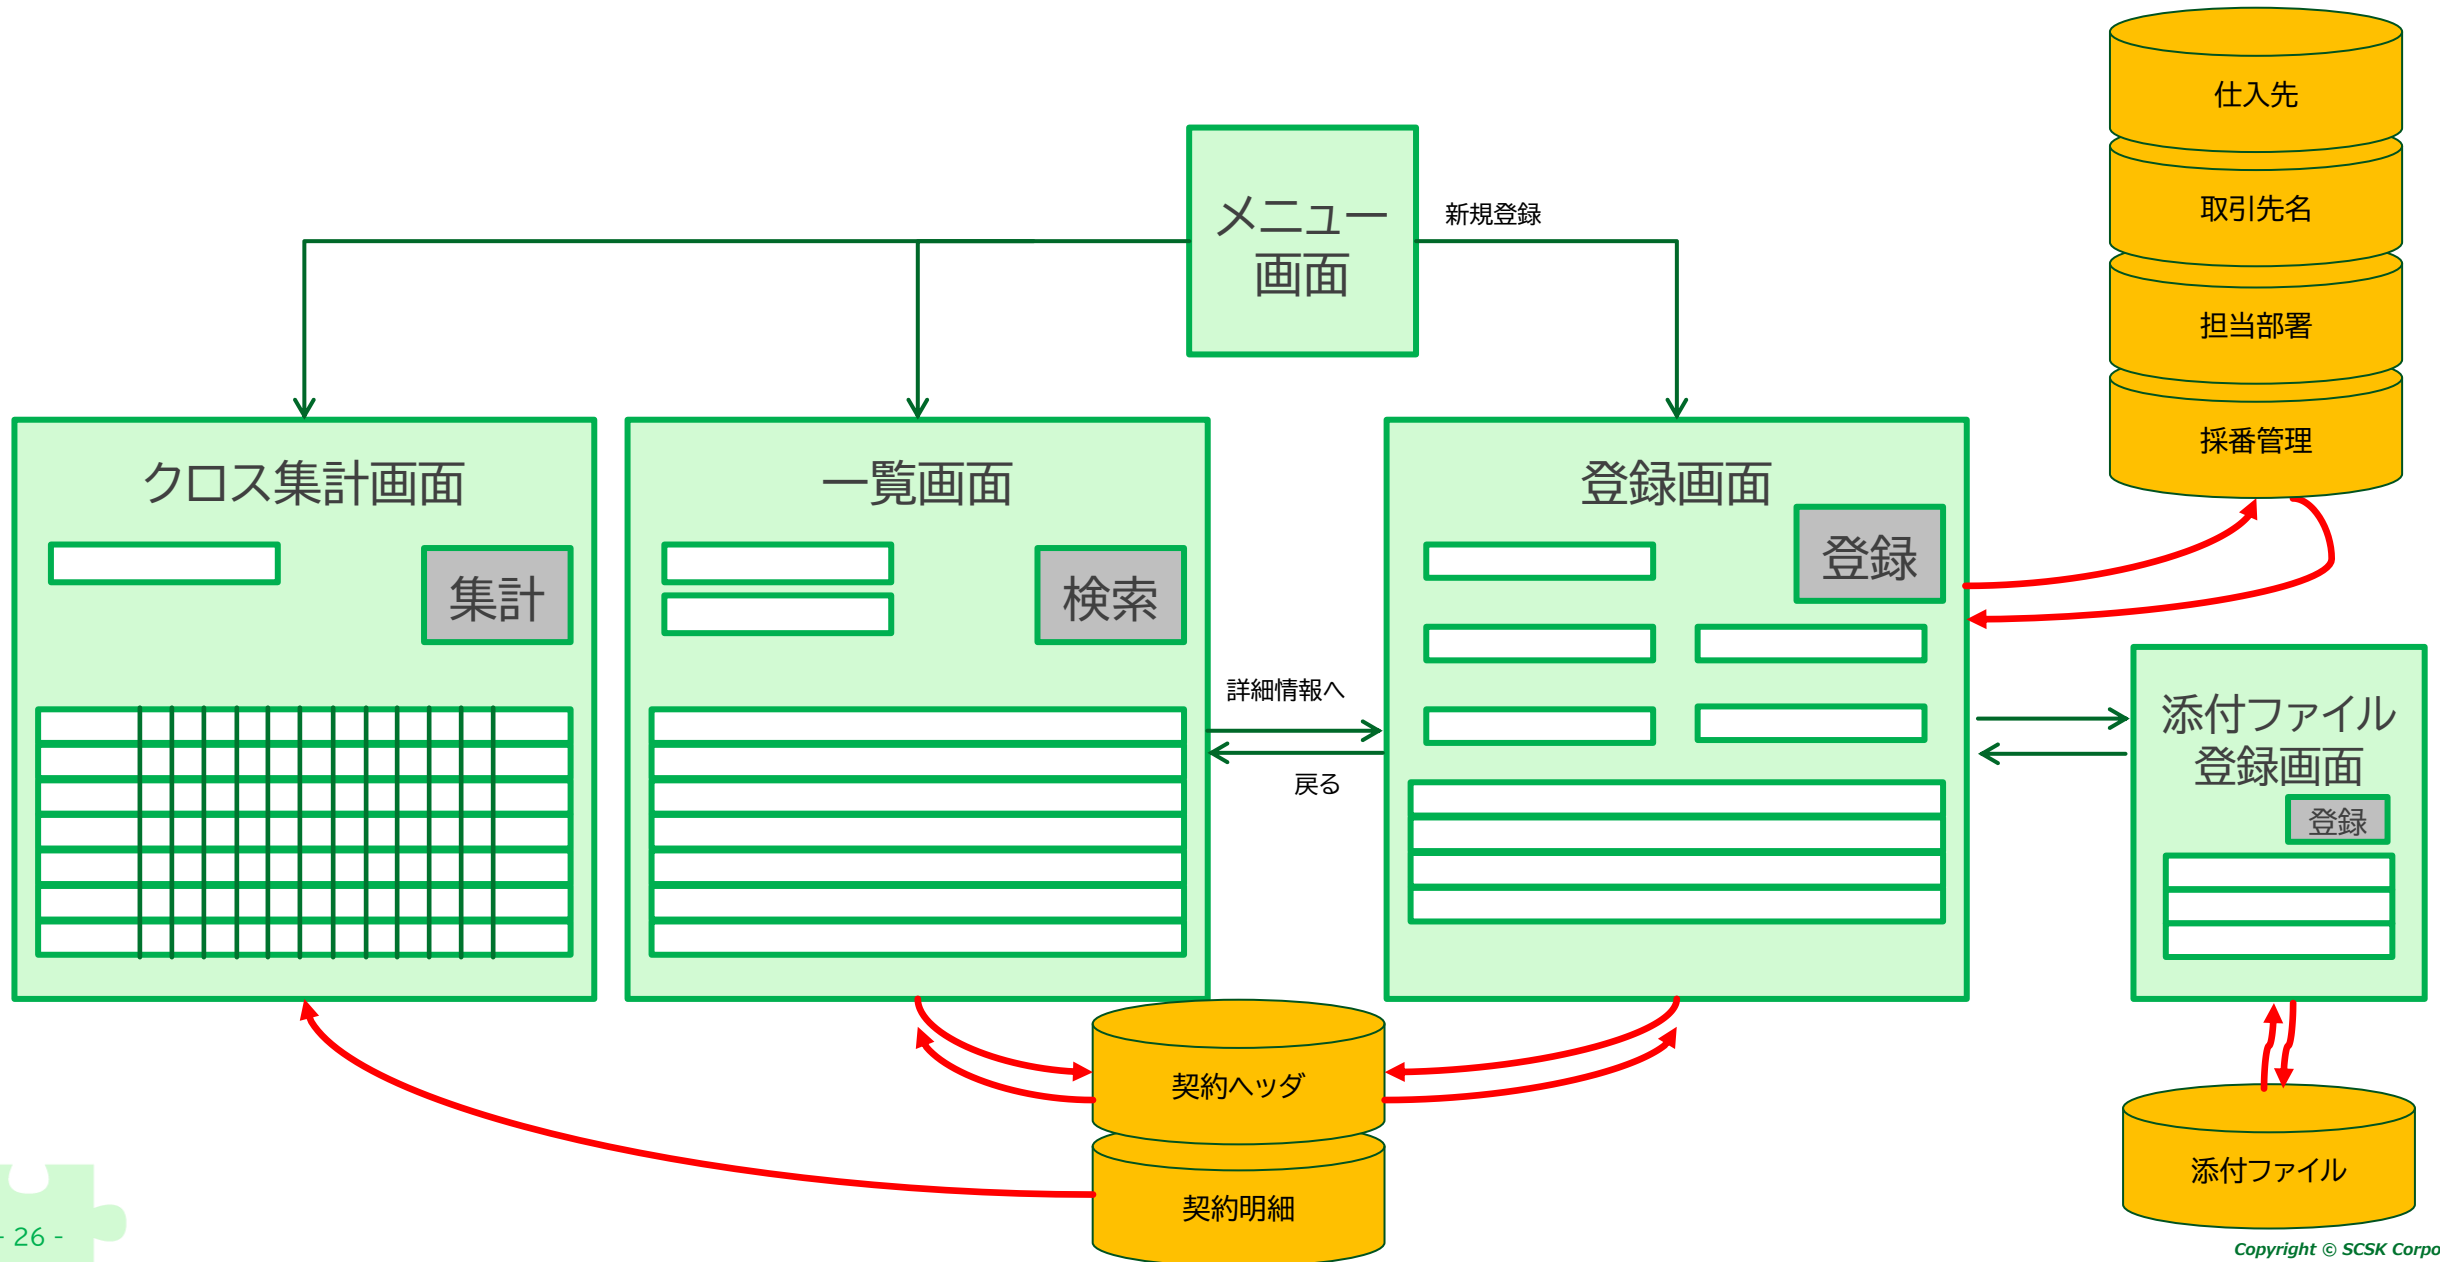 仕入先
取引先名
担当部署
採番管理
メニュー
画面
新規登録
クロス集計画面
集計
一覧画面
検索
詳細情報へ
戻る
登録画面
登録
添付ファイル
登録画面
登録
契約ヘッダ
契約明細
添付ファイル
- 26 -
Copyright © SCSK Corpo